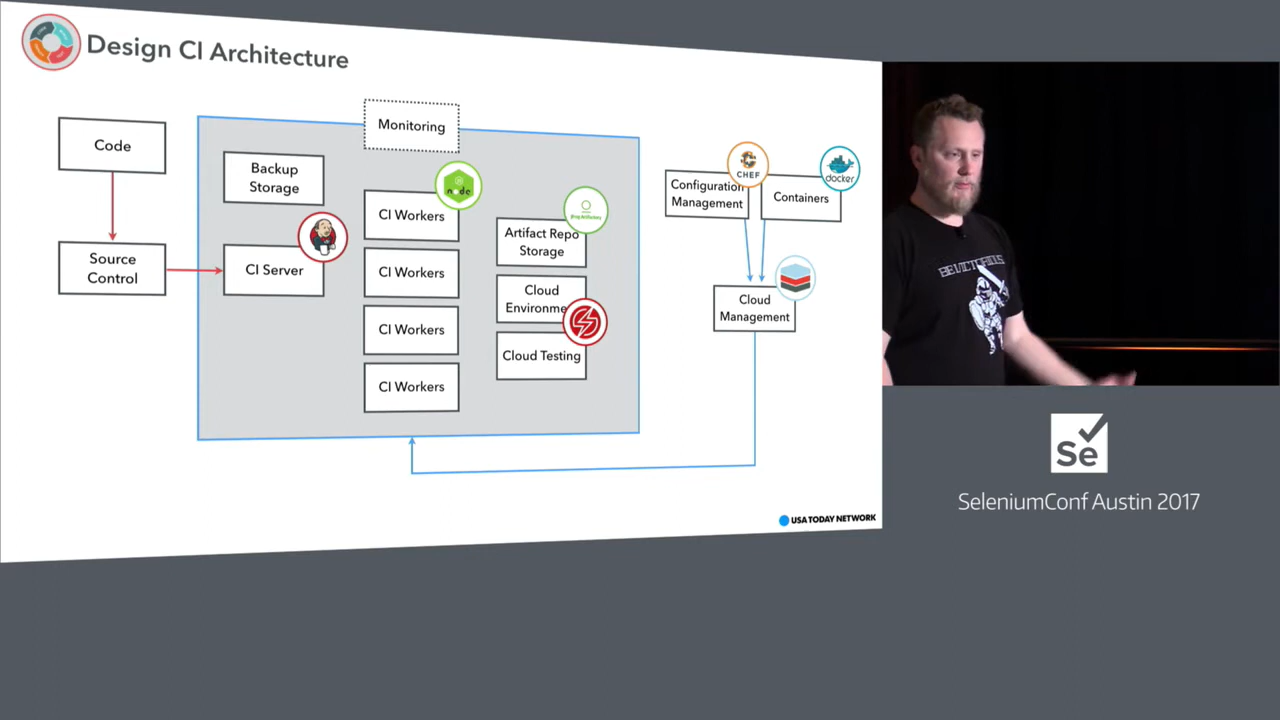 Design CI Architecture
Code
Source
Control
Monitoring
Backup
Storage
CI Server
node
CI Workers
CI Workers
CI Workers
CI Workers
Artifact Repo
Storage
Cloud
Environme
Cloud Testing
CHEF
docker
Configuration
Management
Containers
Cloud
Management
USA TODAY NETWORK
Se
SeleniumConf Austin 2017